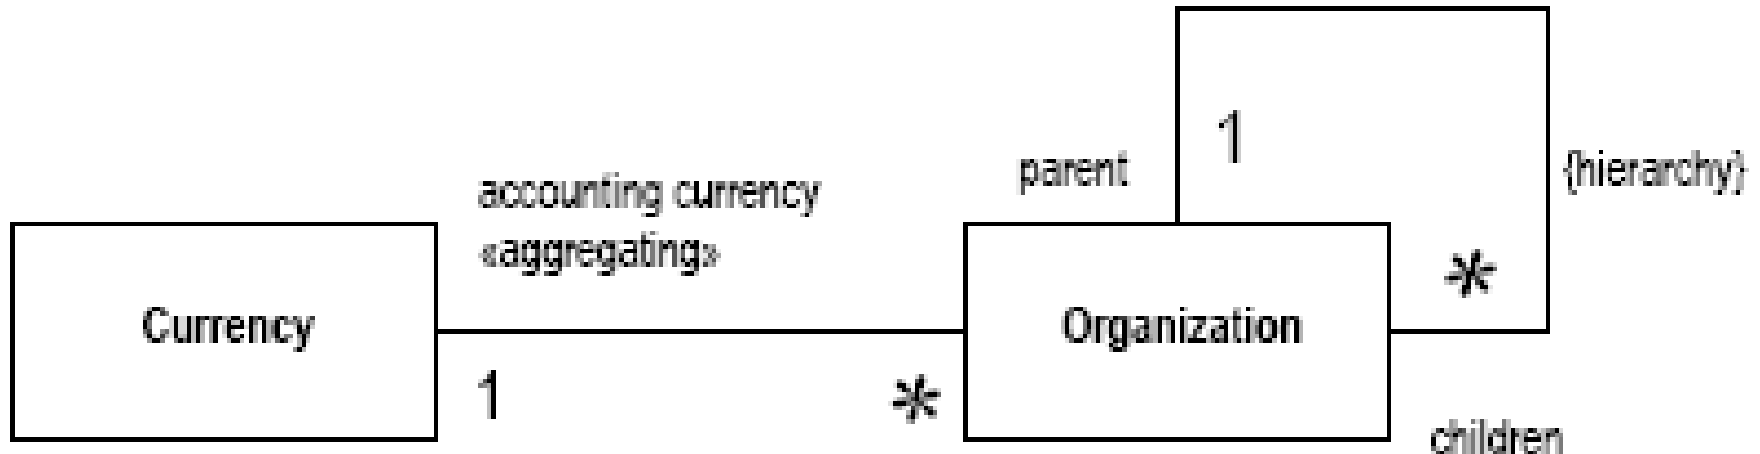 1
parent
{hierarchy}
accounting currency
«aggregating»
*
Currency
Organization
1
*
children